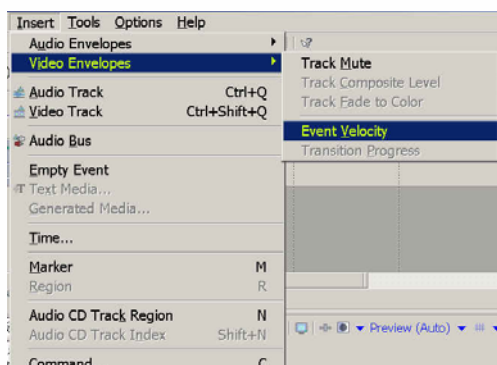 Insert Tools Options Help
Audio Envelopes
Video Envelopes
Track Mute
Track Composite Level
Track Fade to Color
Event Velocity
Transition Progress
Audio Track Ctrl+Q
Video Track Ctrl+Shift+Q
Audio Bus
Empty Event
Text Media...
Generated Media...
Time...
Marker M
Region R
Audio CD Track Region N
Audio CD Track Index Shift+N
Command C
Preview (Auto)